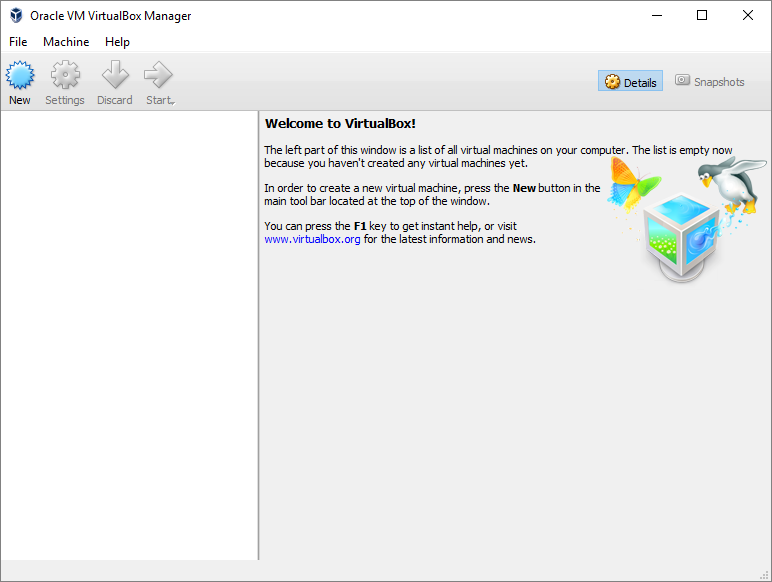 Oracle VM VirtualBox Manager
File Machine Help
New Settings Discard Start Details Snapshots
Welcome to VirtualBox!
The left part of this window is a list of all virtual machines on your computer. The list is empty now
because you haven't created any virtual machines yet.
In order to create a new virtual machine, press the New button in the
main tool bar located at the top of the window.
You can press the F1 key to get instant help, or visit
www.virtualbox.org for the latest information and news.